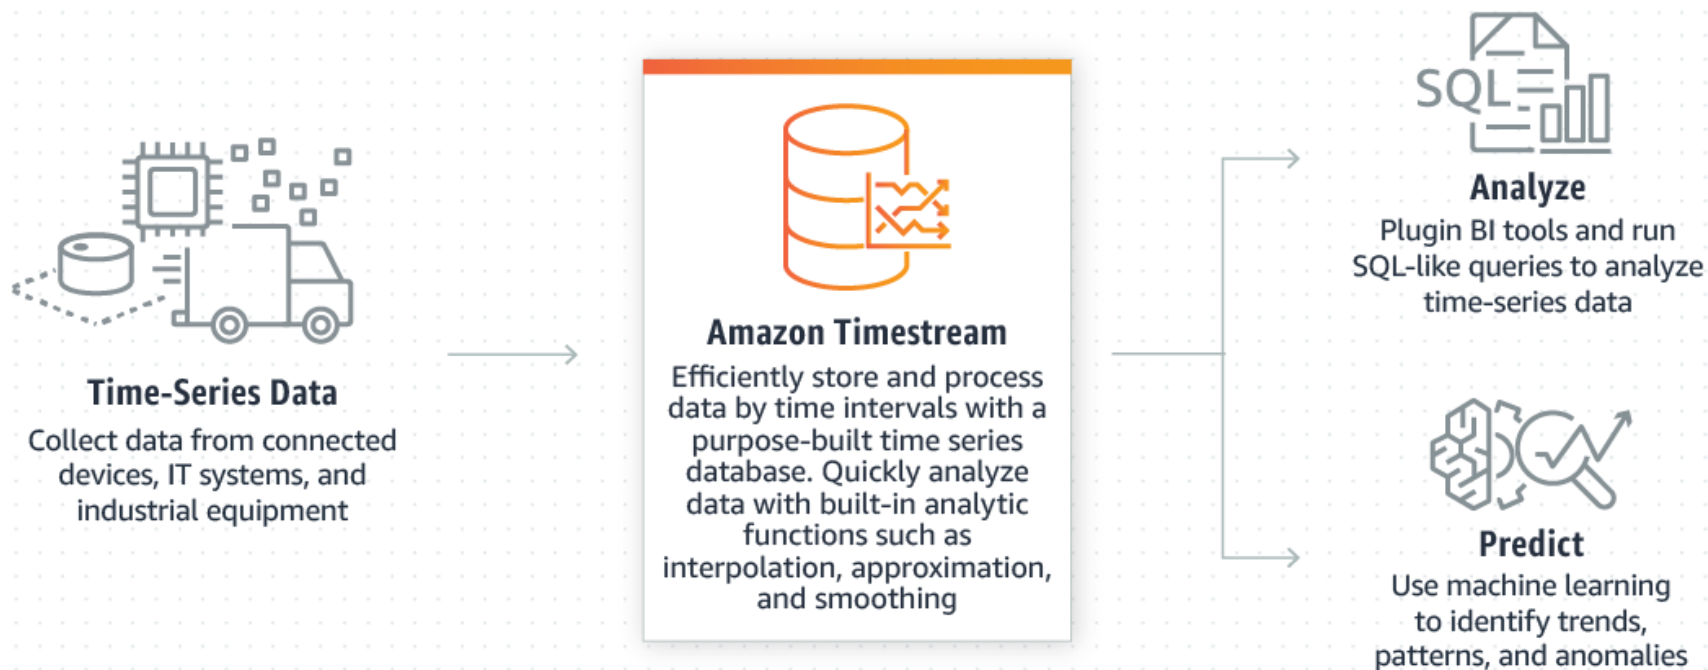 Time-Series Data
Collect data from connected
devices, IT systems, and
industrial equipment
Amazon Timestream
Efficiently store and process
data by time intervals with a
purpose-built time series
database. Quickly analyze
data with built-in analytic
functions such as
interpolation, approximation,
and smoothing
SQL
Analyze
Plugin BI tools and run
SQL-like queries to analyze
time-series data
Predict
Use machine learning
to identify trends,
patterns, and anomalies